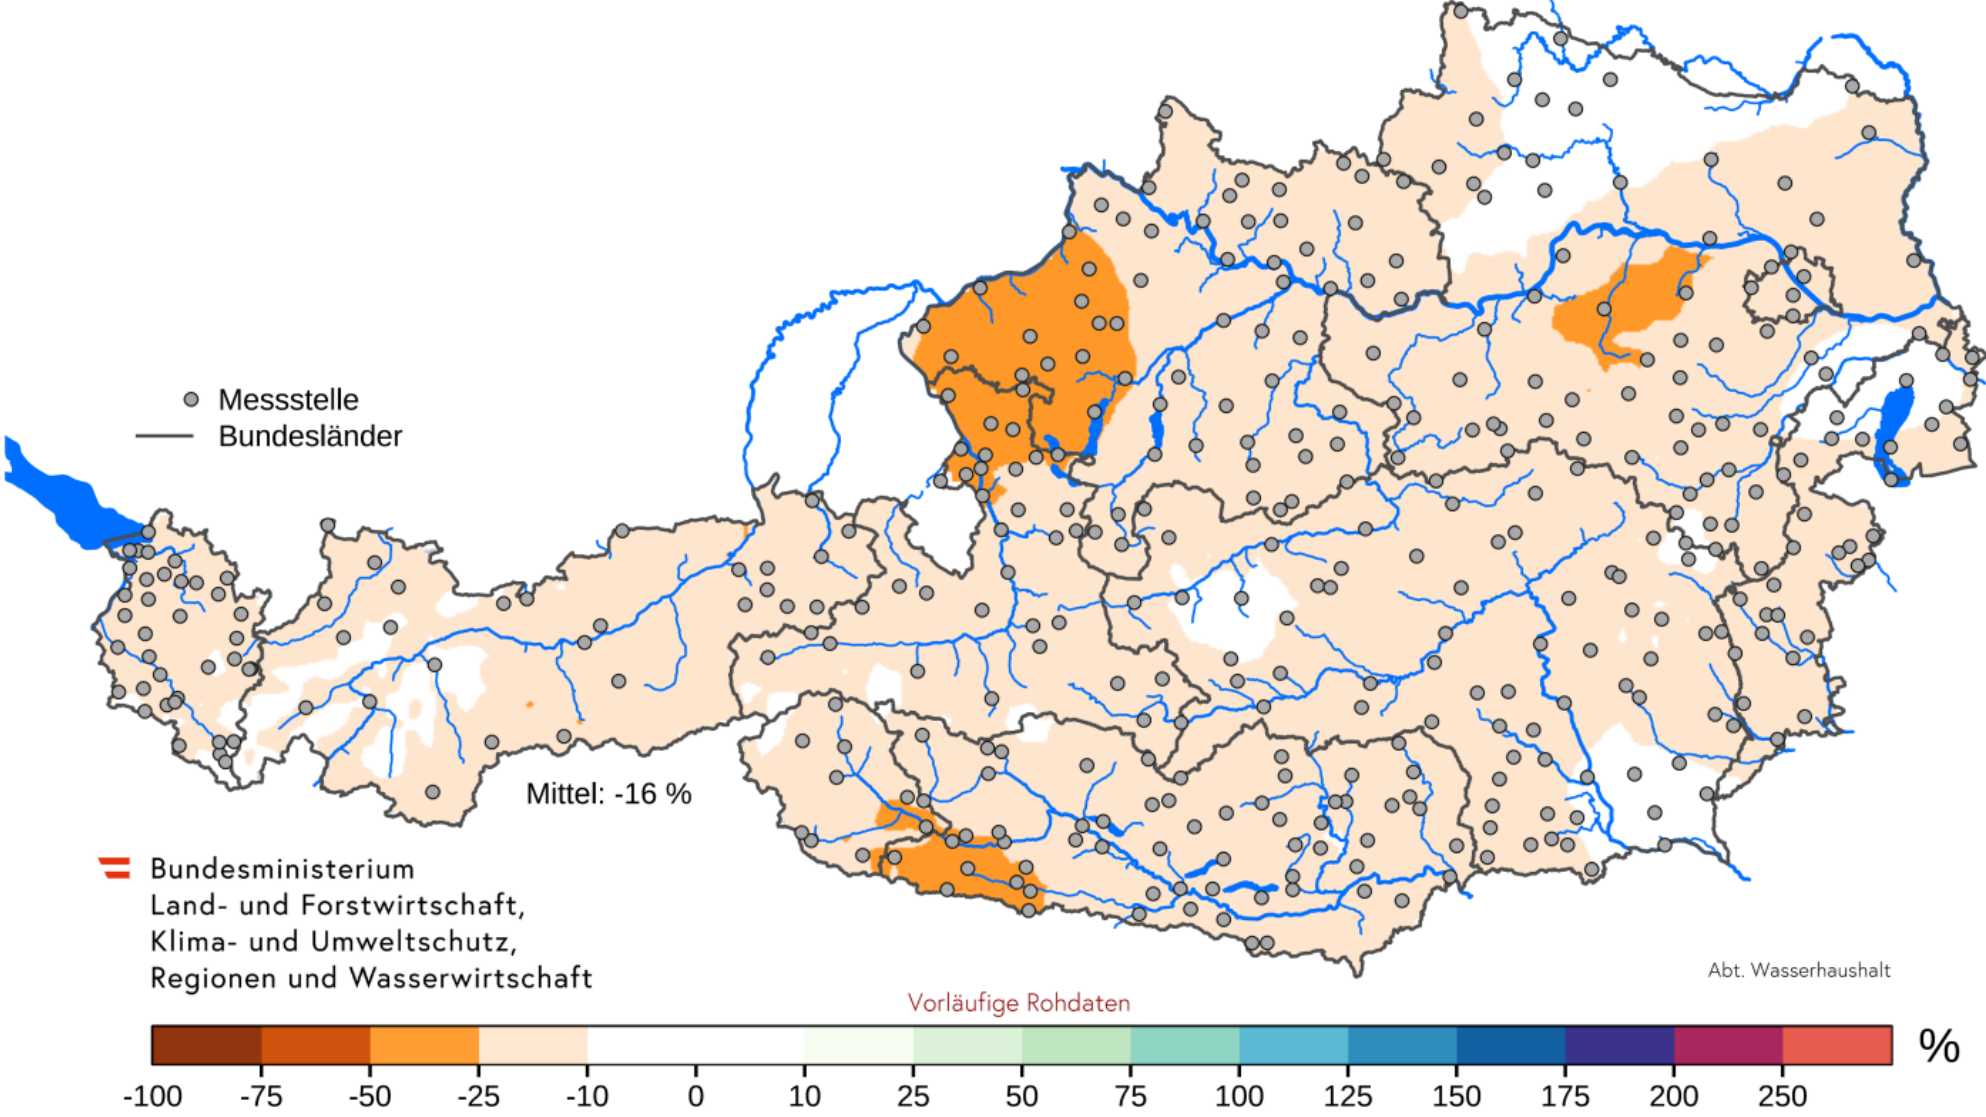 Messstelle
Bundesländer
Mittel: -16 %
Bundesministerium
Land- und Forstwirtschaft,
Klima- und Umweltschutz,
Regionen und Wasserwirtschaft
Abt. Wasserhaushalt
Vorläufige Rohdaten
%
-100 -75 -50 -25 -10 0 10 25 50 75 100 125 150 175 200 250